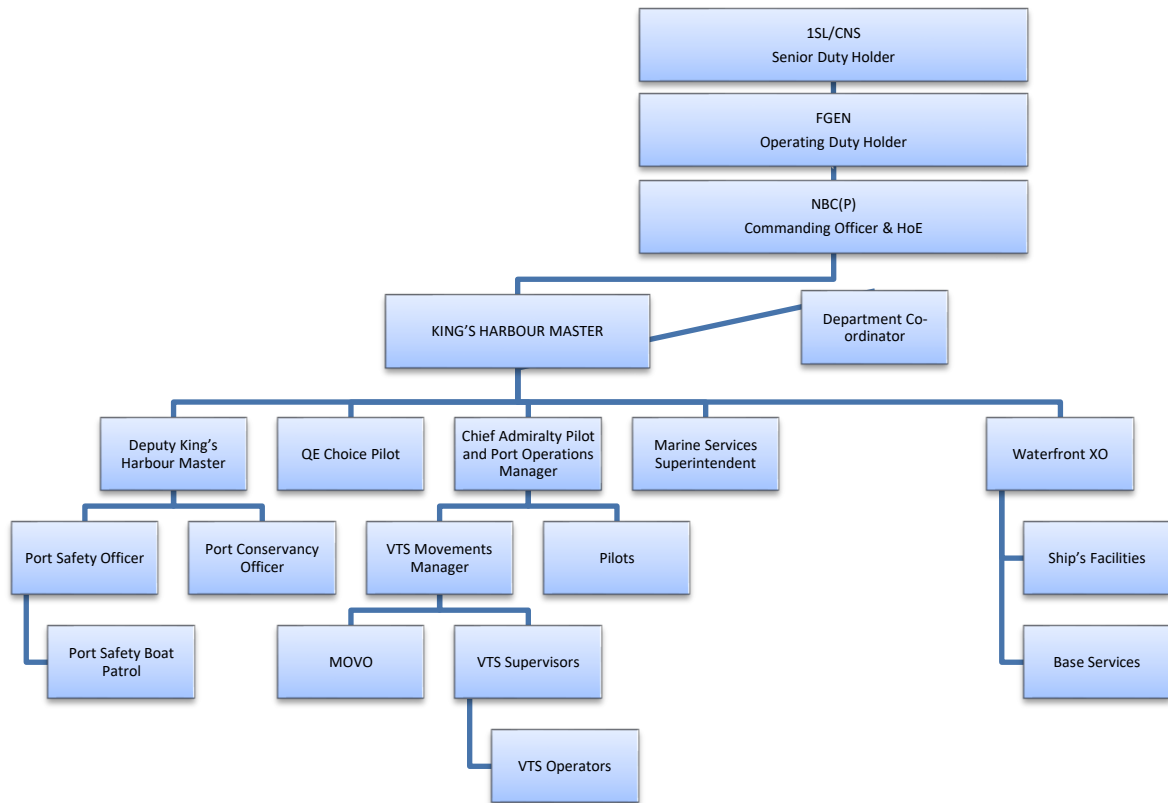 1SL/CNS
Senior Duty Holder
FGEN
Operating Duty Holder
NBC(P)
Commanding Officer & HoE
KING’S HARBOUR MASTER
Department Co-
ordinator
Deputy King’s
Harbour Master
QE Choice Pilot
Chief Admiralty Pilot
and Port Operations
Manager
Marine Services
Superintendent
Waterfront XO
Port Safety Officer
Port Conservancy
Officer
VTS Movements
Manager
Pilots
Ship’s Facilities
Port Safety Boat
Patrol
MOVO
VTS Supervisors
Base Services
VTS Operators